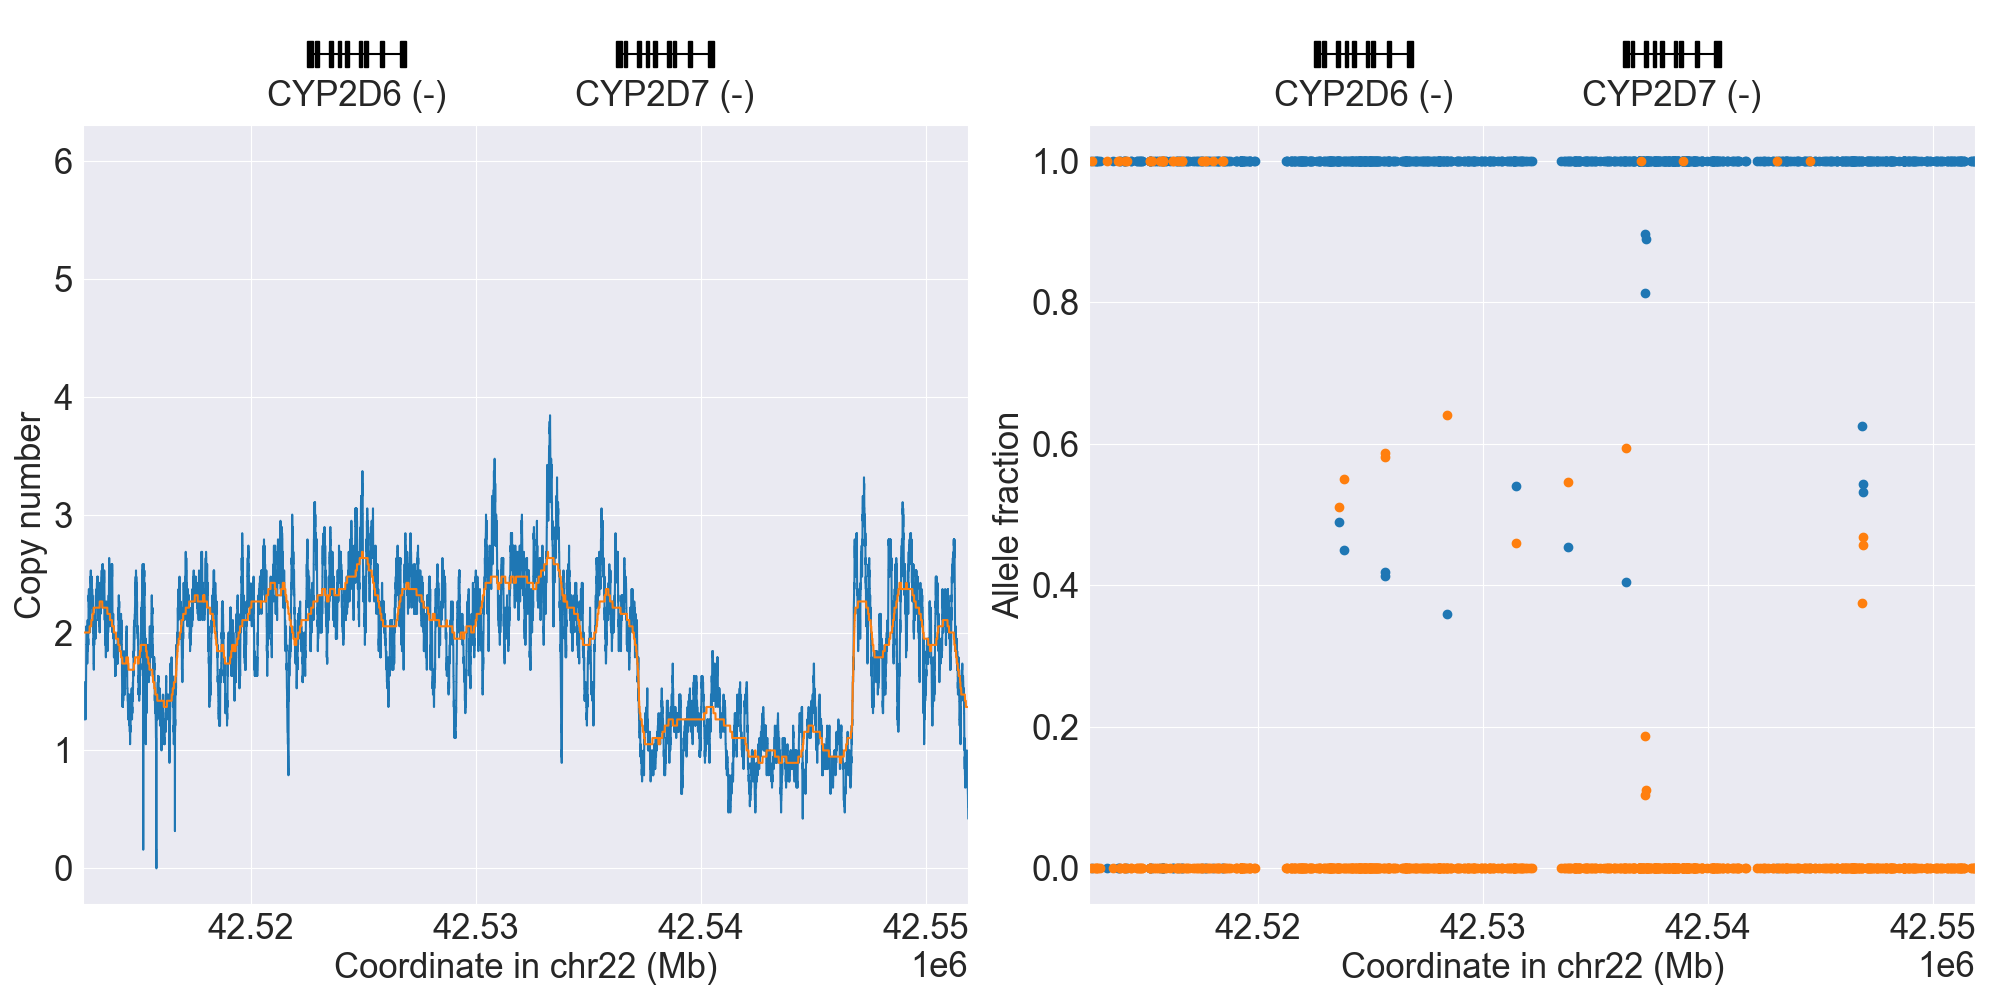 CYP2D6 (-) CYP2D7 (-)
6
5
4
3
2
1
0
Copy number
42.52 42.53 42.54 42.55
Coordinate in chr22 (Mb)
1e6
CYP2D6 (-) CYP2D7 (-)
1.0
0.8
0.6
0.4
0.2
0.0
Allele fraction
42.52 42.53 42.54 42.55
Coordinate in chr22 (Mb)
1e6